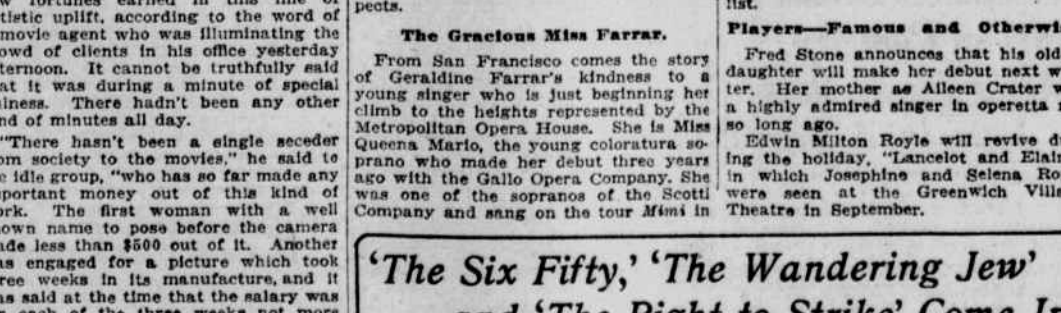 tistic uplift, according to the word of
movie agent who was illuminating the
owd of clients in his office yesterday
ternoon. It cannot be truthfully said
at it was during a minute of special
lness. There hadn't been any other
nd of minutes all day.
"There hasn't been a single seceder
om society to the movies," he said to
e idle group, "who has so far made any
portant money out of this kind of
ork. The first woman with a well
own name to pose before the camera
ade less than $500 out of it. Another
as engaged for a picture which took
ree weeks in its manufacture, and it
as said at the time that the salary was
pects.
The Gracious Miss Farrar.
From San Francisco comes the story
of Geraldine Farrar's kindness to a
young singer who is just beginning her
climb to the heights represented by the
Metropolitan Opera House. She is Miss
Queena Mario, the young coloratura so-
prano who made her debut three years
ago with the Gallo Opera Company. She
was one of the sopranos of the Scotti
Company and sang on the tour Mimi in
list.
Players—Famous and Otherwi
Fred Stone announces that his old
daughter will make her debut next w
ter. Her mother as Aileen Crater w
a highly admired singer in operetta
so long ago.
Edwin Milton Royle will revive d
ing the holiday, "Lancelot and Elai
in which Josephine and Selena Ro
were seen at the Greenwich Vill
Theatre in September.
'The Six Fifty,' 'The Wandering Jew'
and 'The Right to Strike' Come I